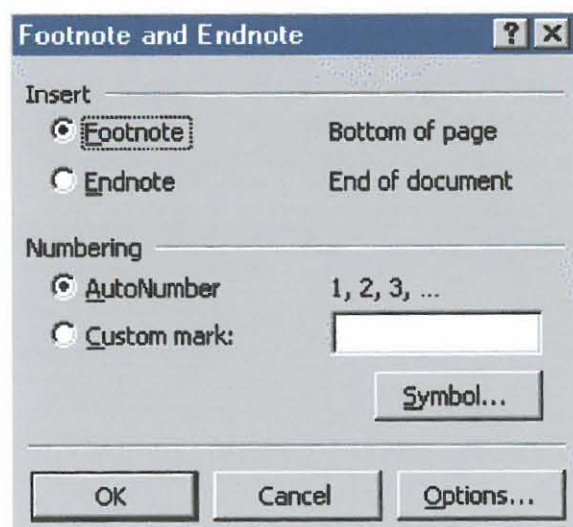 Footnote and Endnote
Insert
Footnote Bottom of page
Endnote End of document
Numbering
AutoNumber 1, 2, 3, ...
Custom mark:
Symbol...
OK Cancel Options...